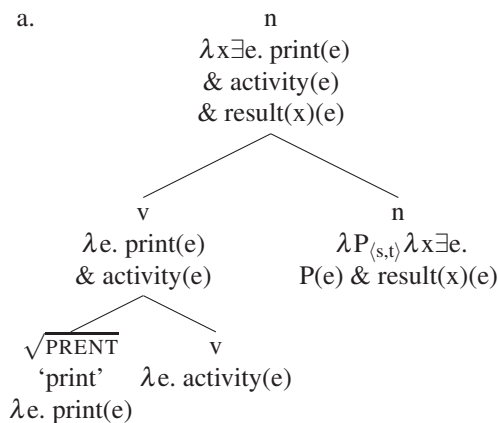 a.
n
λx∃e. print(e)
& activity(e)
& result(x)(e)
v n
λe. print(e) λP⟨s,t⟩λx∃e.
& activity(e) P(e) & result(x)(e)
√PRENT v
‘print’ λe. activity(e)
λe. print(e)